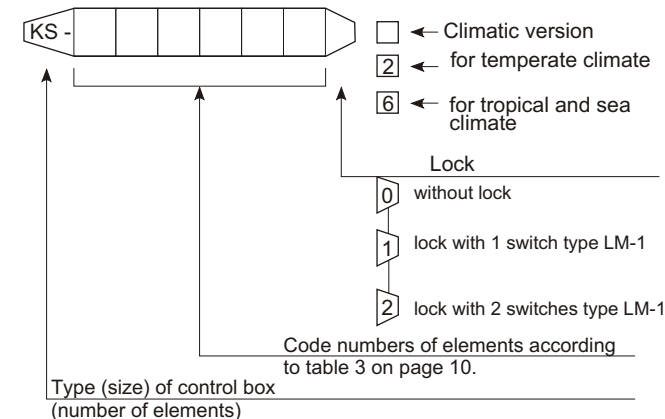 KS -
Climatic version
2 for temperate climate
6 for tropical and sea
climate
Lock
0 without lock
1 lock with 1 switch type LM-1
2 lock with 2 switches type LM-1
Code numbers of elements according
to table 3 on page 10.
Type (size) of control box
(number of elements)